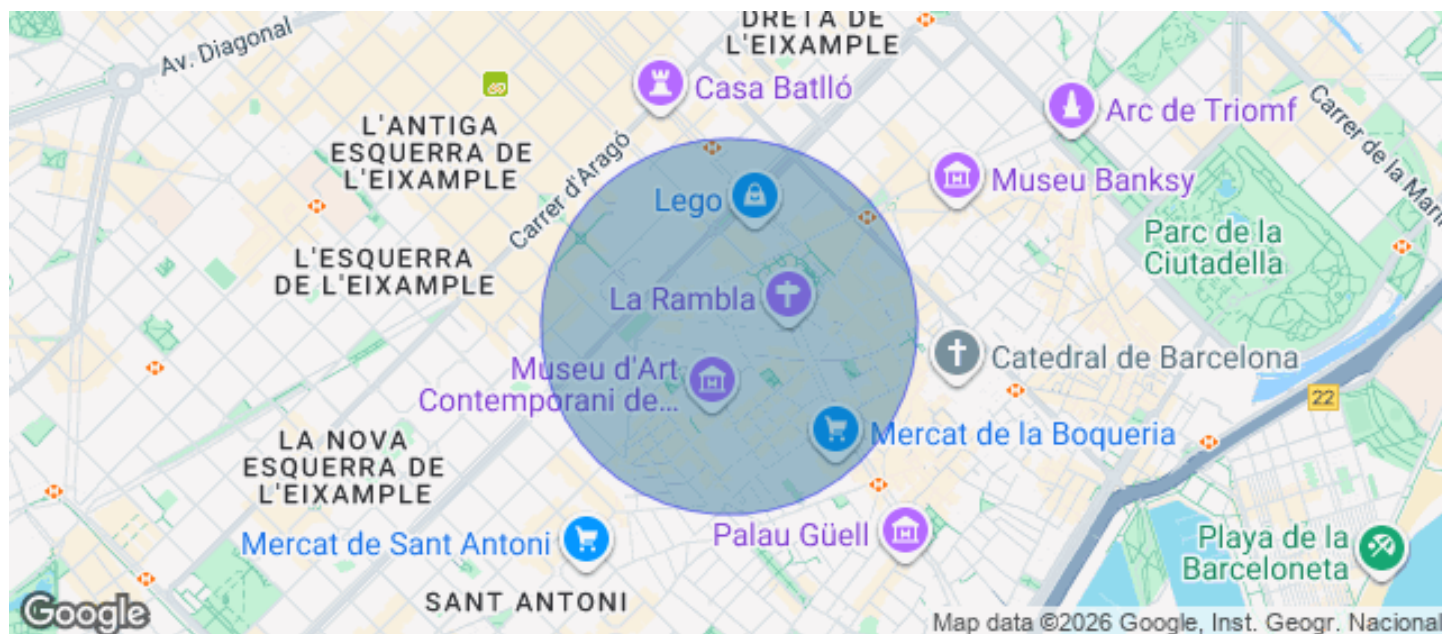 DRETA DE
L'EIXAMPLE
Av. Diagonal
Casa Batlló
Arc de Triomf
Carrer de la Mari
L'ANTIGA
ESQUERRA DE
L'EIXAMPLE
Carrer d'Aragó
Museu Banksy
Lego
Parc de la
Ciutadella
L'ESQUERRA
DE L'EIXAMPLE
La Rambla
Catedral de Barcelona
Museu d'Art
Contemporani de...
22
Mercat de la Boqueria
LA NOVA
ESQUERRA DE
L'EIXAMPLE
Palau Güell
Mercat de Sant Antoni
Playa de la
Barceloneta
SANT ANTONI
Google
Map data ©2026 Google, Inst. Geogr. Nacional